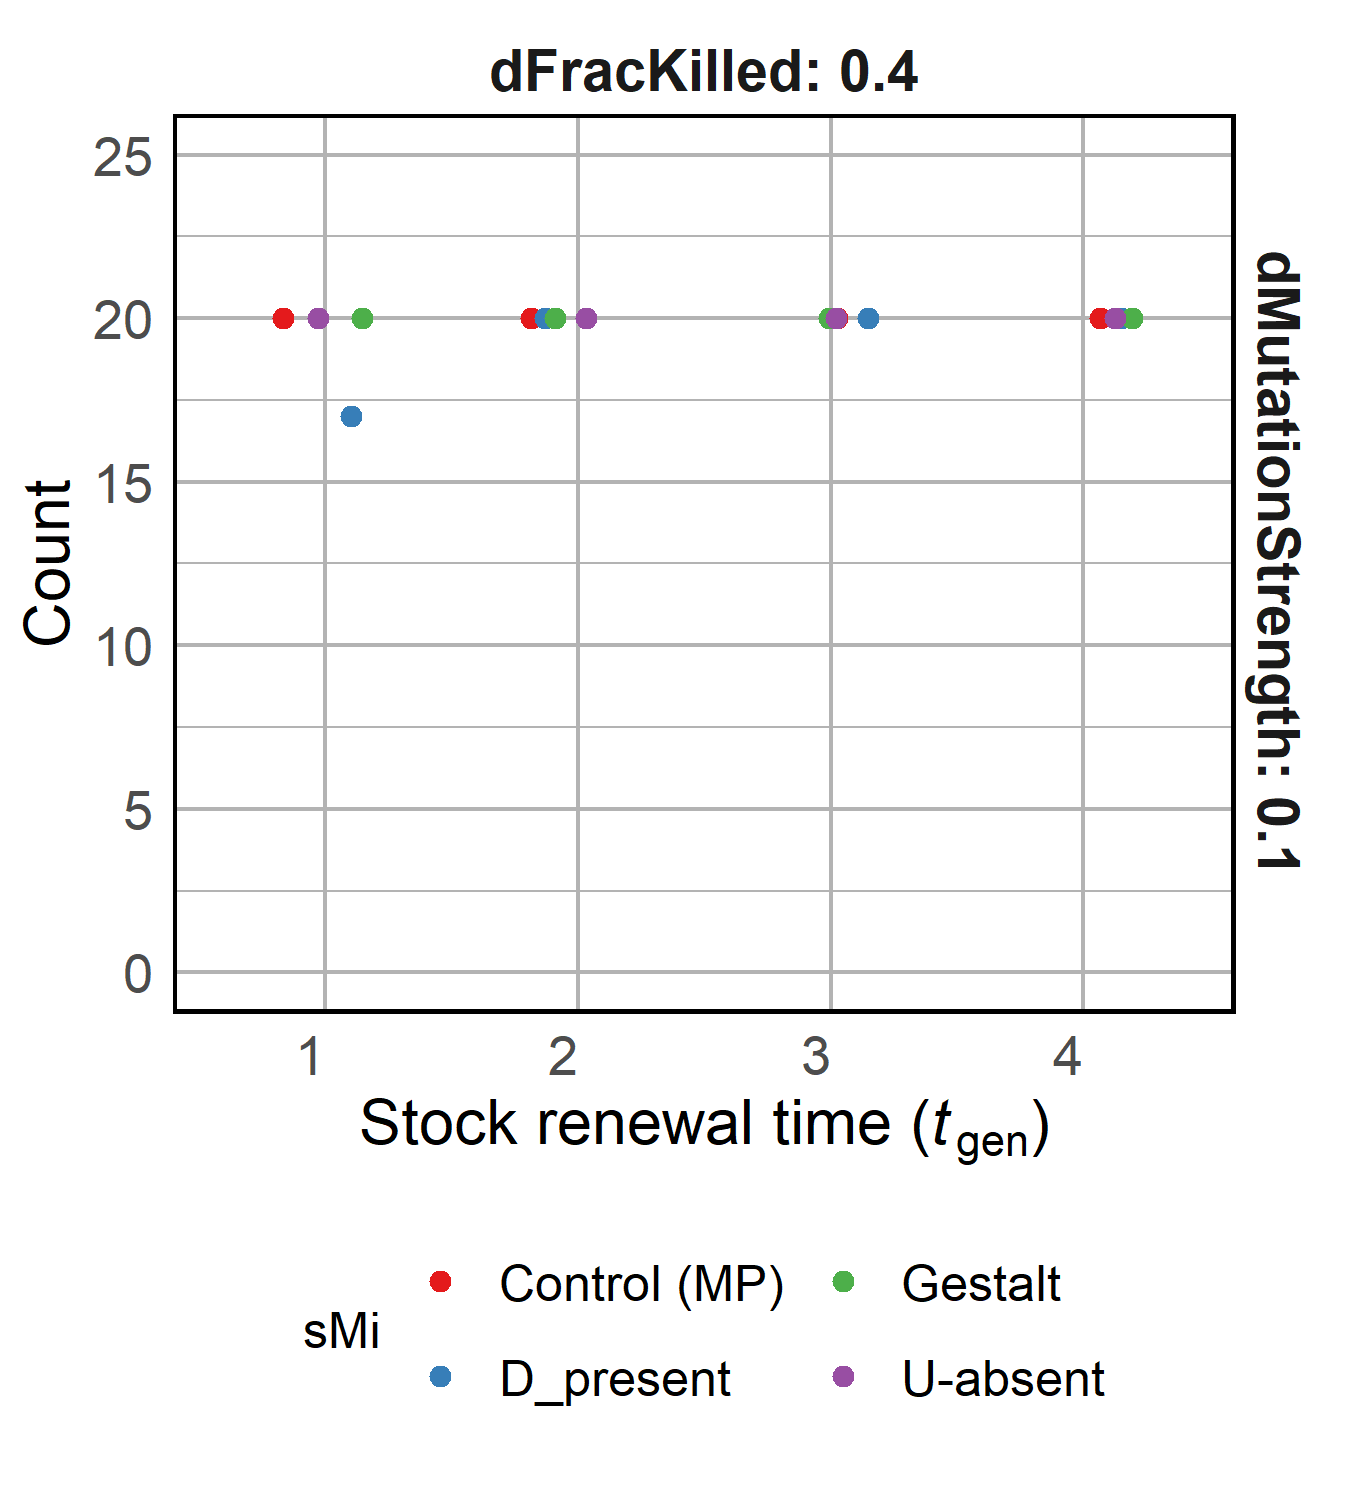 dFracKilled: 0.4
25
20
15
10
5
0
Count
dMutationStrength: 0.1
1 2 3 4
Stock renewal time (t gen)
sMi
Control (MP)
Gestalt
D_present
U-absent